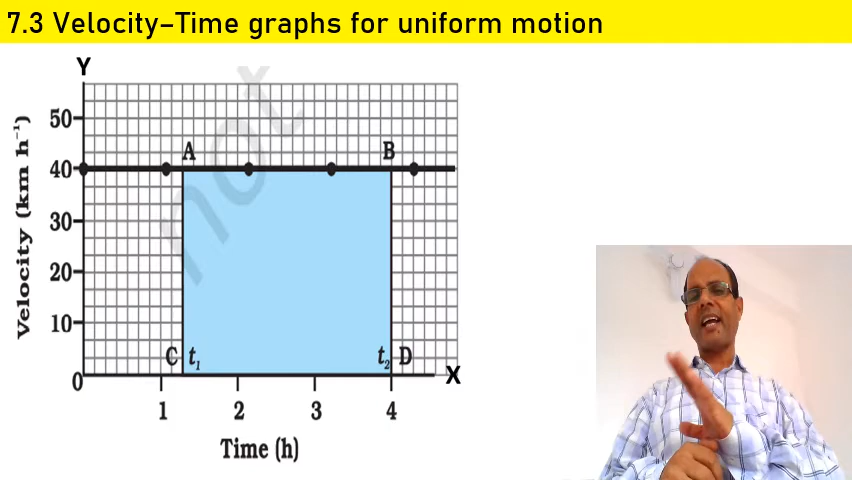 7.3 Velocity–Time graphs for uniform motion
Y
50
A
B
40
30
20
10
C t₁
t₂ D
0
X
1 2 3 4
Velocity (km h⁻¹)
Time (h)
not